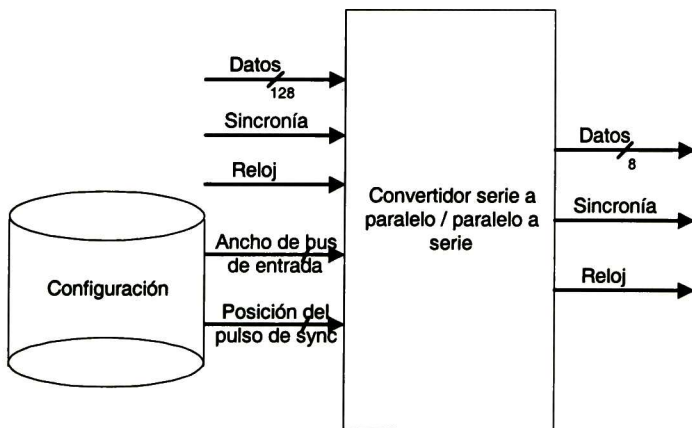 Datos
128
Sincronía
Reloj
Ancho de bus
de entrada
Posición del
pulso de sync
Configuración
Convertidor serie a
paralelo / paralelo a
serie
Datos
8
Sincronía
Reloj